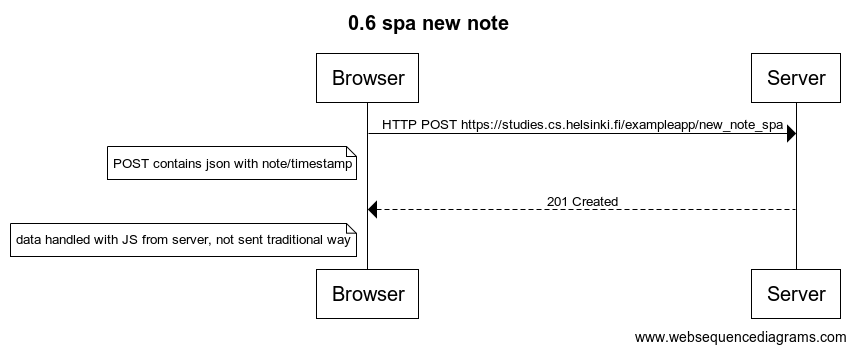 0.6 spa new note
Browser
Server
HTTP POST https://studies.cs.helsinki.fi/exampleapp/new_note_spa
POST contains json with note/timestamp
201 Created
data handled with JS from server, not sent traditional way
Browser
Server
www.websequencediagrams.com